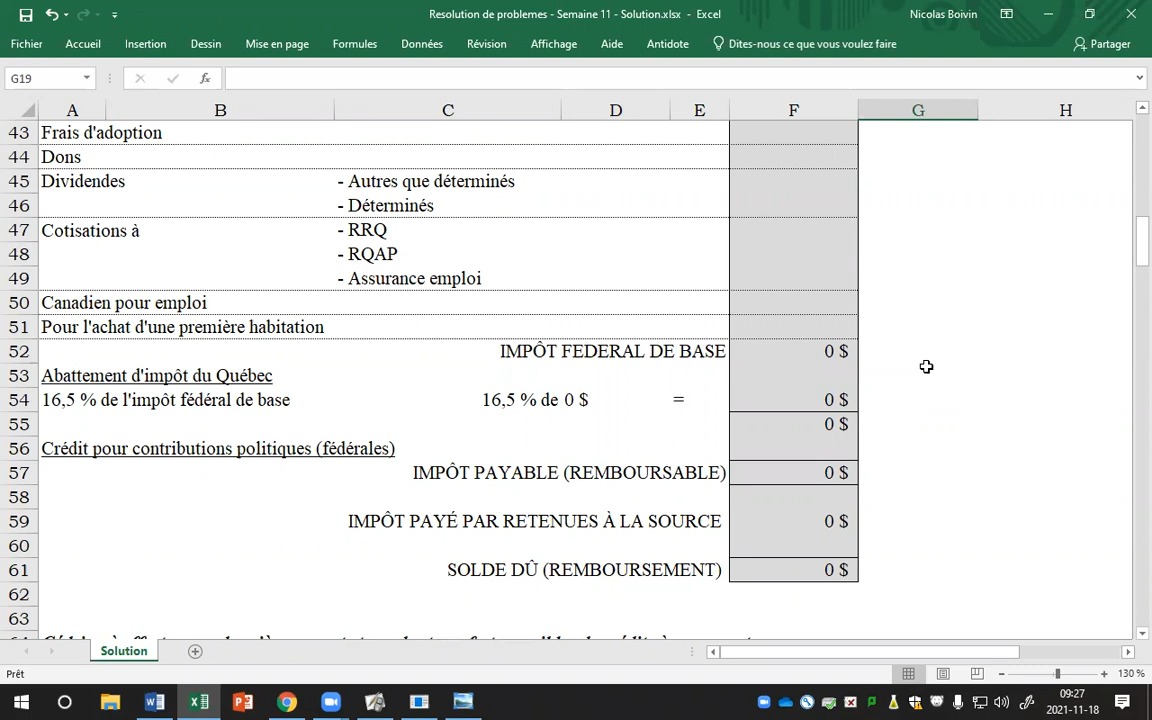 Resolution de problemes - Semaine 11 - Solution.xlsx - Excel
Nicolas Boivin
Fichier Accueil Insertion Dessin Mise en page Formules Données Révision Affichage Aide Antidote Dites-nous ce que vous voulez faire Partager
G19 fx
A B C D E F G H
43 Frais d'adoption
44 Dons
45 Dividendes - Autres que déterminés
46 - Déterminés
47 Cotisations à - RRQ
48 - RQAP
49 - Assurance emploi
50 Canadien pour emploi
51 Pour l'achat d'une première habitation
52 IMPÔT FEDERAL DE BASE 0 $
53 Abattement d'impôt du Québec
54 16,5 % de l'impôt fédéral de base 16,5 % de 0 $ = 0 $
55 0 $
56 Crédit pour contributions politiques (fédérales)
57 IMPÔT PAYABLE (REMBOURSABLE) 0 $
58
59 IMPÔT PAYÉ PAR RETENUES À LA SOURCE 0 $
60
61 SOLDE DÛ (REMBOURSEMENT) 0 $
62
63
Solution
Prêt 130 %
09:27
2021-11-18